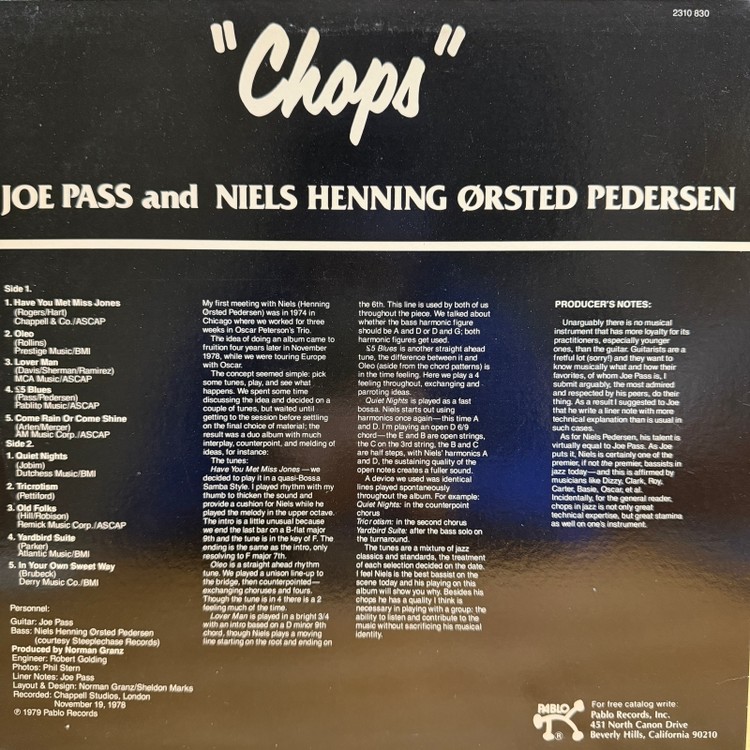 2310 830
"Chops"
JOE PASS and NIELS HENNING ØRSTED PEDERSEN
Side 1.
1. Have You Met Miss Jones
(Rogers/Hart)
Chappell & Co./ASCAP
2. Oleo
(Rollins)
Prestige Music/BMI
3. Lover Man
(Davis/Sherman/Ramirez)
MCA Music/ASCAP
4. £5 Blues
(Pass/Pedersen)
Pablito Music/ASCAP
5. Come Rain Or Come Shine
(Arlen/Mercer)
AM Music Corp./ASCAP
Side 2.
1. Quiet Nights
(Jobim)
Dutchess Music/BMI
2. Tricrotism
(Pettiford)
3. Old Folks
(Hill/Robison)
Remick Music Corp./ASCAP
4. Yardbird Suite
(Parker)
Atlantic Music/BMI
5. In Your Own Sweet Way
(Brubeck)
Derry Music Co./BMI
Personnel:
Guitar: Joe Pass
Bass: Niels Henning Ørsted Pedersen
(courtesy Steeplechase Records)
Produced by Norman Granz
Engineer: Robert Golding
Photos: Phil Stern
Liner Notes: Joe Pass
Layout & Design: Norman Granz/Sheldon Marks
Recorded: Chappell Studios, London
November 19, 1978
℗ 1979 Pablo Records
My first meeting with Niels (Henning
Ørsted Pedersen) was in 1974 in
Chicago where we worked for three
weeks in Oscar Peterson's Trio.
The idea of doing an album came to
fruition four years later in November
1978, while we were touring Europe
with Oscar.
The concept seemed simple: pick
some tunes, play, and see what
happens. We spent some time
discussing the idea and decided on a
couple of tunes, but waited until
getting to the session before settling
on the final choice of material; the
result was a duo album with much
interplay, counterpoint, and melding of
ideas, for instance:
The tunes:
Have You Met Miss Jones—we
decided to play it in a quasi-Bossa
Samba Style. I played rhythm with my
thumb to thicken the sound and
provide a cushion for Niels while he
played the melody in the upper octave.
The intro is a little unusual because
we end the last bar on a B-flat major
9th and the tune is in the key of F. The
ending is the same as the intro, only
resolving to F major 7th.
Oleo is a straight ahead rhythm
tune. We played a unison line-up to
the bridge, then counterpointed—
exchanging choruses and fours.
Though the tune is in 4 there is a 2
feeling much of the time.
Lover Man is played in a bright 3/4
with an intro based on a D minor 9th
chord, though Niels plays a moving
line starting on the root and ending on
the 6th. This line is used by both of us
throughout the piece. We talked about
whether the bass harmonic figure
should be A and D or D and G; both
harmonic figures get used.
£5 Blues is another straight ahead
tune, the difference between it and
Oleo (aside from the chord patterns) is
in the time feeling. Here we play a 4
feeling throughout, exchanging and
parroting ideas.
Quiet Nights is played as a fast
bossa. Niels starts out using
harmonics once again—this time A
and D. I'm playing an open D 6/9
chord—the E and B are open strings,
the C on the 3rd string, the B and C
are half steps, with Niels' harmonics A
and D, the sustaining quality of the
open notes creates a fuller sound.
A device we used was identical
lines played spontaneously
throughout the album. For example:
Quiet Nights: in the counterpoint
chorus
Tricrotism: in the second chorus
Yardbird Suite: after the bass solo on
the turnaround.
The tunes are a mixture of jazz
classics and standards, the treatment
of each selection decided on the date.
I feel Niels is the best bassist on the
scene today and his playing on this
album will show you why. Besides his
chops he has a quality I think is
necessary in playing with a group: the
ability to listen and contribute to the
music without sacrificing his musical
identity.
PRODUCER'S NOTES:
Unarguably there is no musical
instrument that has more loyalty for its
practitioners, especially younger
ones, than the guitar. Guitarists are a
fretful lot (sorry!) and they want to
know musically what and how their
favorites, of whom Joe Pass is, I
submit arguably, the most admired
and respected by his peers, do their
thing. As a result I suggested to Joe
that he write a liner note with more
technical explanation than usual in
such cases.
As for Niels Pedersen, his talent is
virtually equal to Joe Pass. As Joe
puts it, Niels is certainly one of the
premier, if not the premier, bassists in
jazz today—and this is affirmed by
musicians like Dizzy, Clark, Roy,
Carter, Basie, Oscar, et al.
Incidentally, for the general reader,
chops in jazz is not only great
technical expertise, but great stamina
as well on one's instrument.
PABLO
®
For free catalog write:
Pablo Records, Inc.
451 North Canon Drive
Beverly Hills, California 90210